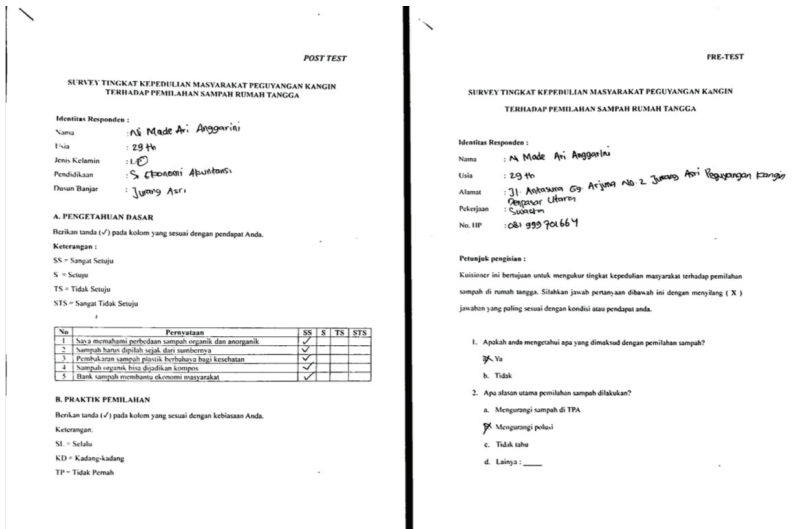 POST TEST
SURVEY TINGKAT KEPEDULIAN MASYARAKAT PEGUYANGAN KANGIN
TERHADAP PEMILAHAN SAMPAH RUMAH TANGGA
Identitas Responden :
Nama : Ni Made Ari Anggarini
Usia : 29 th
Jenis Kelamin : L/P
Pendidikaan : S1 Ekonomi Akuntansi
Dusun Banjar : Jurang Asri
A. PENGETAHUAN DASAR
Berikan tanda (√) pada kolom yang sesuai dengan pendapat Anda.
Keterangan :
SS = Sangat Setuju
S = Setuju
TS = Tidak Setuju
STS = Sangat Tidak Setuju
No Pernyataan SS S TS STS
1 Saya memahami perbedaan sampah organik dan anorganik ✓
2 Sampah harus dipilah sejak dari sumbernya ✓
3 Pembakaran sampah plastik berbahaya bagi kesehatan ✓
4 Sampah organik bisa dijadikan kompos ✓
5 Bank sampah membantu ekonomi masyarakat ✓
B. PRAKTIK PEMILAHAN
Berikan tanda (√) pada kolom yang sesuai dengan kebiasaan Anda.
Keterangan.
SL = Selalu
KD = Kadang-kadang
TP = Tidak Pernah
PRE-TEST
SURVEY TINGKAT KEPEDULIAN MASYARAKAT PEGUYANGAN KANGIN
TERHADAP PEMILAHAN SAMPAH RUMAH TANGGA
Identitas Responden :
Nama : Ni Made Ari Anggarini
Usia : 29 th
Alamat : Jl. Antasura Gg. Arjuna No. 2 Jurang Asri Peguyangan Kangin
Denpasar Utara
Pekerjaan : Swasta
No. HP : 081 999 701 664
Petunjuk pengisian :
Kuisioner ini bertujuan untuk mengukur tingkat kepedulian masyarakat terhadap pemilahan
sampah di rumah tangga. Silahkan jawab pertanyaan dibawah ini dengan menyilang ( X )
jawaban yang paling sesuai dengan kondisi atau pendapat anda.
1. Apakah anda mengetahui apa yang dimaksud dengan pemilahan sampah?
a. Ya
b. Tidak
2. Apa alasan utama pemilahan sampah dilakukan?
a. Mengurangi sampah di TPA
b. Mengurangi polusi
c. Tidak tahu
d. Lainya : _____